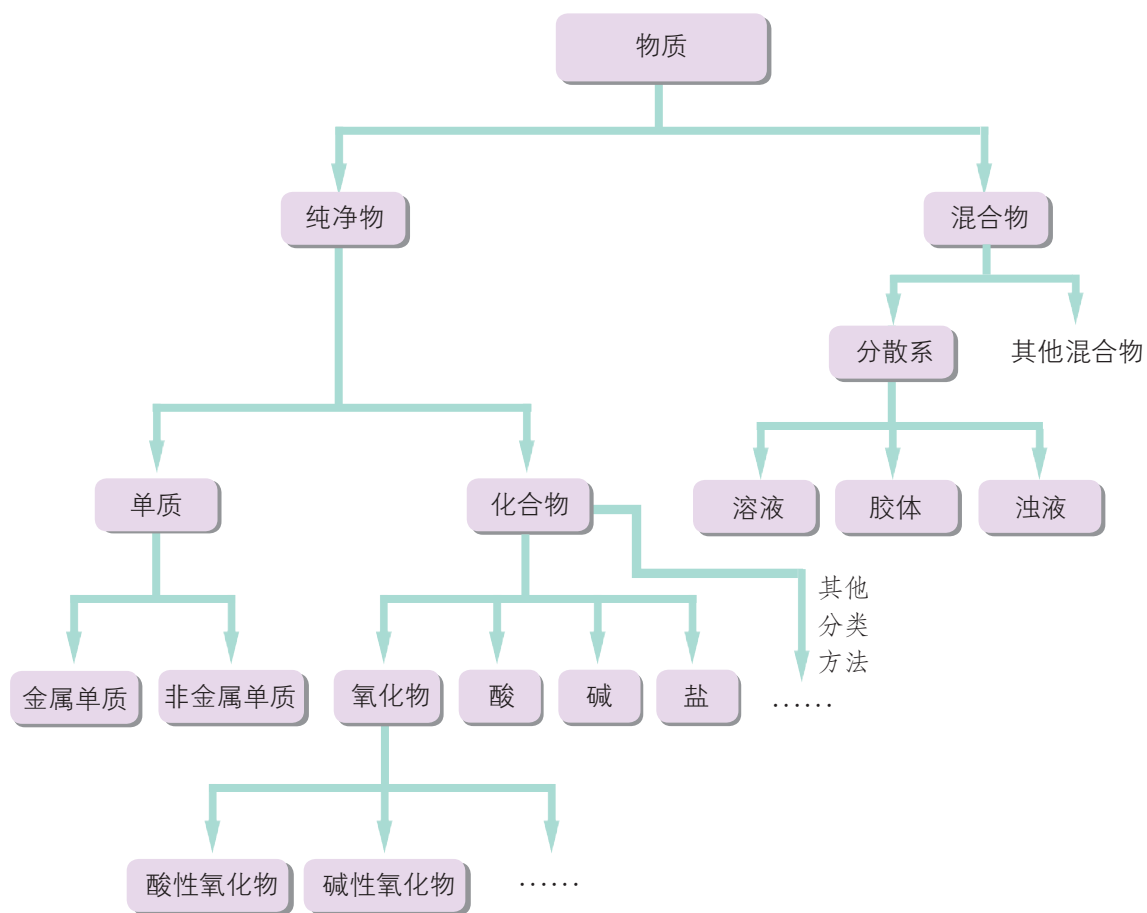 物质
纯净物
混合物
分散系
其他混合物
单质
化合物
溶液
胶体
浊液
其他
分类
方法
金属单质
非金属单质
氧化物
酸
碱
盐
……
酸性氧化物
碱性氧化物
……